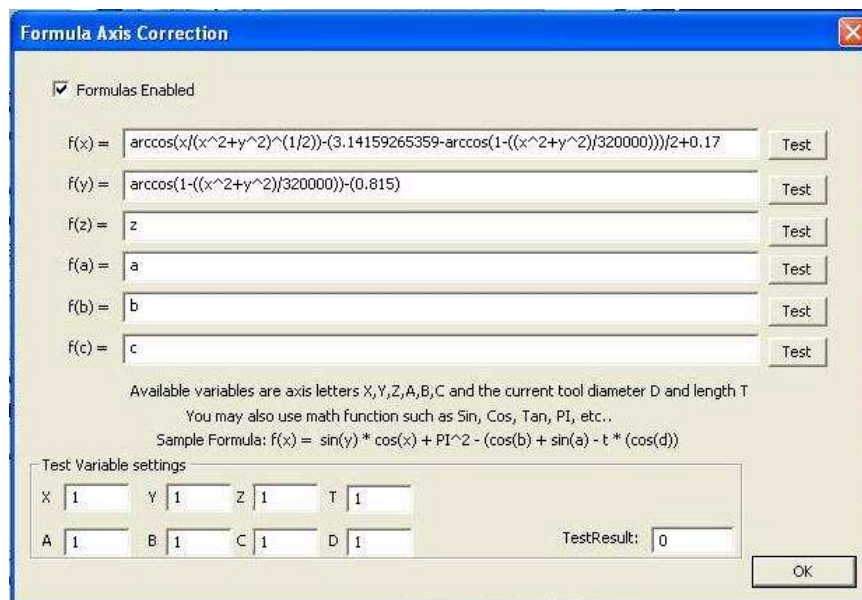 Formula Axis Correction
Formulas Enabled
f(x) = arccos(x/(x^2+y^2)^(1/2))-(3.14159265359-arccos(1-((x^2+y^2)/320000)))/2+0.17 Test
f(y) = arccos(1-((x^2+y^2)/320000))-(0.815) Test
f(z) = z Test
f(a) = a Test
f(b) = b Test
f(c) = c Test
Available variables are axis letters X,Y,Z,A,B,C and the current tool diameter D and length T
You may also use math function such as Sin, Cos, Tan, PI, etc..
Sample Formula: f(x) = sin(y) * cos(x) + PI^2 - (cos(b) + sin(a) - t * (cos(d))
Test Variable settings
X 1 Y 1 Z 1 T 1
A 1 B 1 C 1 D 1 TestResult: 0
OK